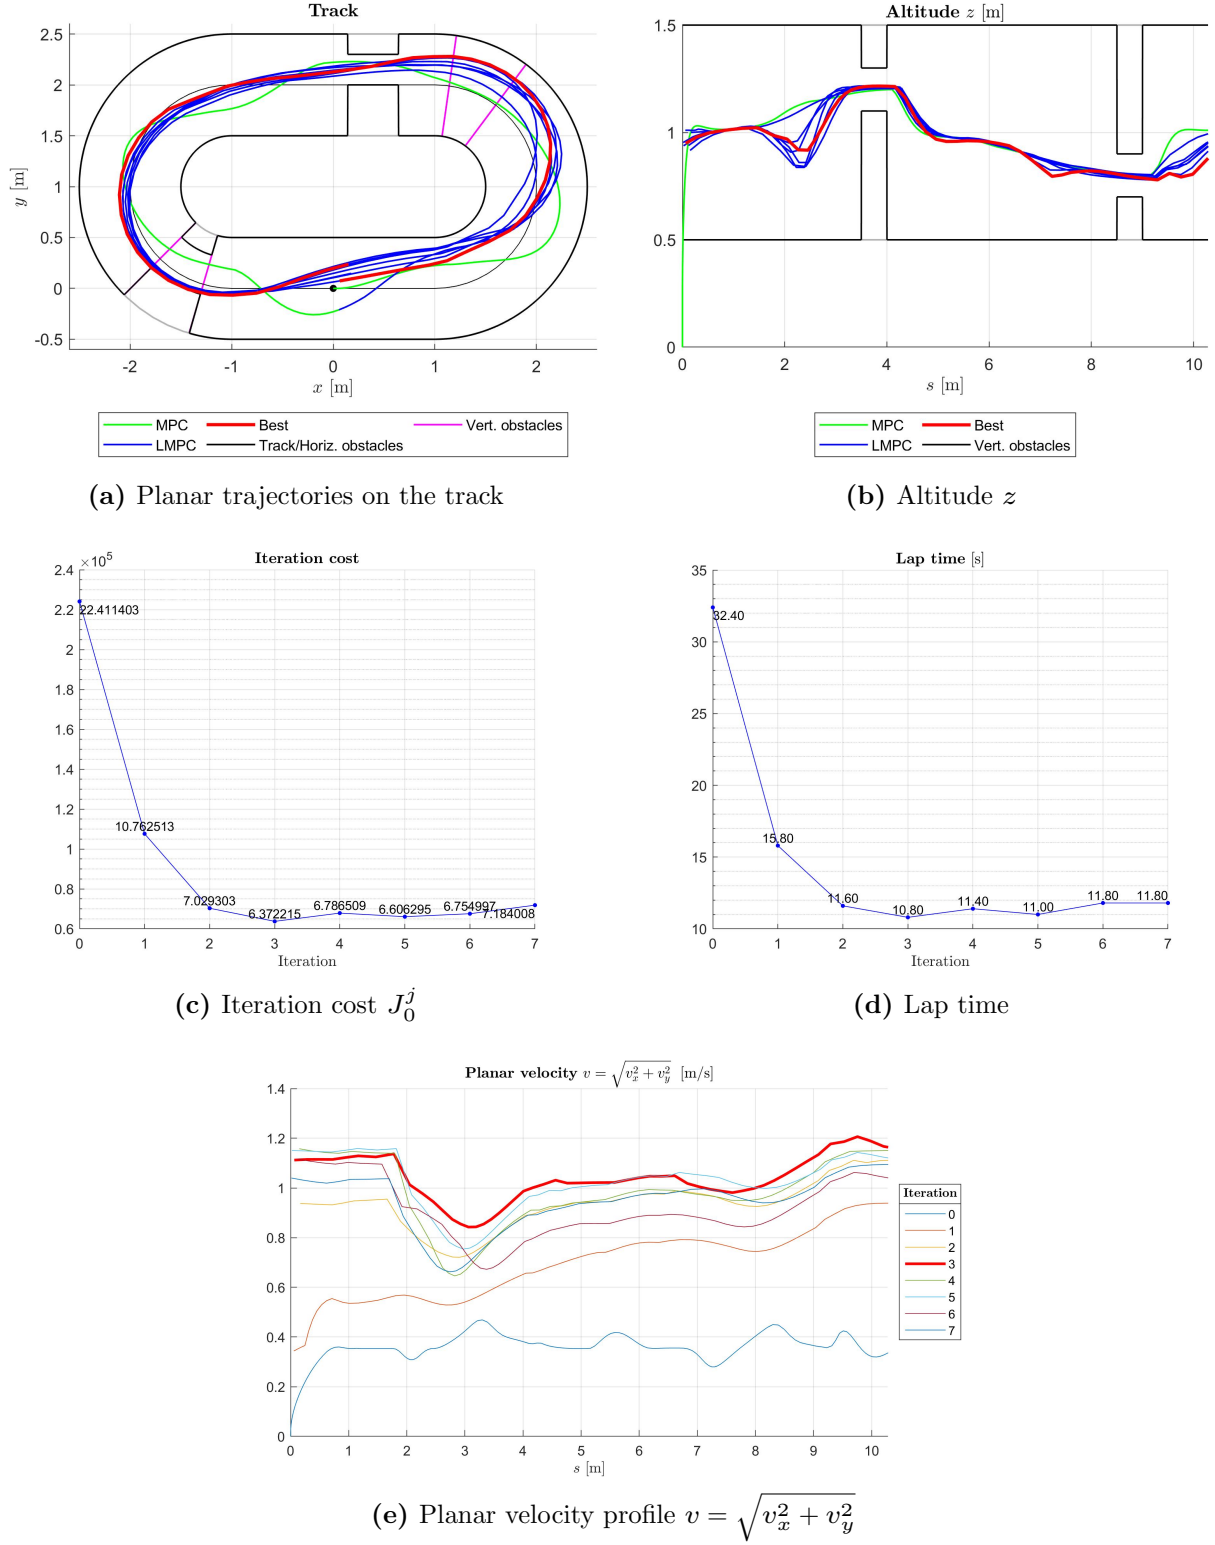 Track
2.5
2
1.5
1
0.5
0
-0.5
y [m]
-2 -1 0 1 2
x [m]
MPC Best Vert. obstacles
LMPC Track/Horiz. obstacles
(a) Planar trajectories on the track
Altitude z [m]
1.5
1
0.5
0
0 2 4 6 8 10
s [m]
MPC Best
LMPC Vert. obstacles
(b) Altitude z
Iteration cost
×10^5
2.4
2.2
2
1.8
1.6
1.4
1.2
1
0.8
0.6
22.411403
10.762513
7.029303
6.372215
6.786509
6.606295
6.754997
7.184008
0 1 2 3 4 5 6 7
Iteration
(c) Iteration cost J_0^j
Lap time [s]
35
30
25
20
15
10
32.40
15.80
11.60
10.80
11.40
11.00
11.80
11.80
0 1 2 3 4 5 6 7
Iteration
(d) Lap time
Planar velocity v = √(v_x^2 + v_y^2) [m/s]
1.4
1.2
1
0.8
0.6
0.4
0.2
0
0 1 2 3 4 5 6 7 8 9 10
s [m]
Iteration
0
1
2
3
4
5
6
7
(e) Planar velocity profile v = √(v_x^2 + v_y^2)